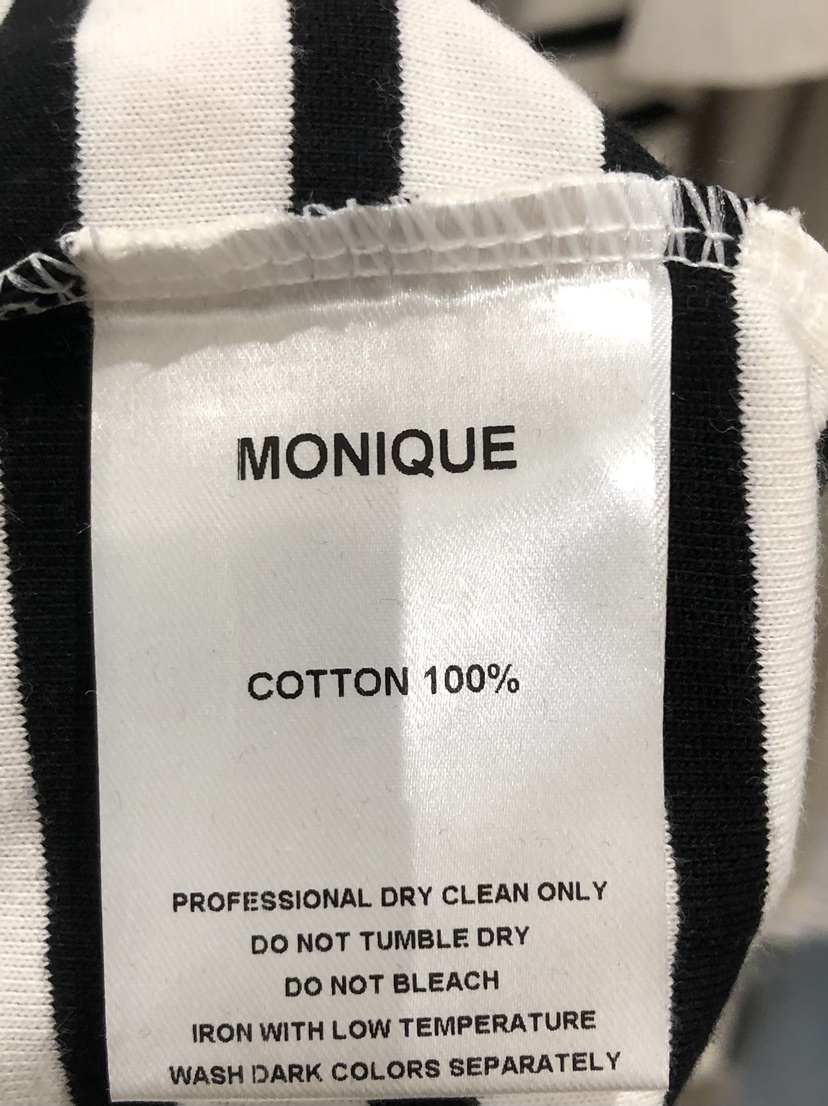 MONIQUE
COTTON 100%
PROFESSIONAL DRY CLEAN ONLY
DO NOT TUMBLE DRY
DO NOT BLEACH
IRON WITH LOW TEMPERATURE
WASH DARK COLORS SEPARATELY